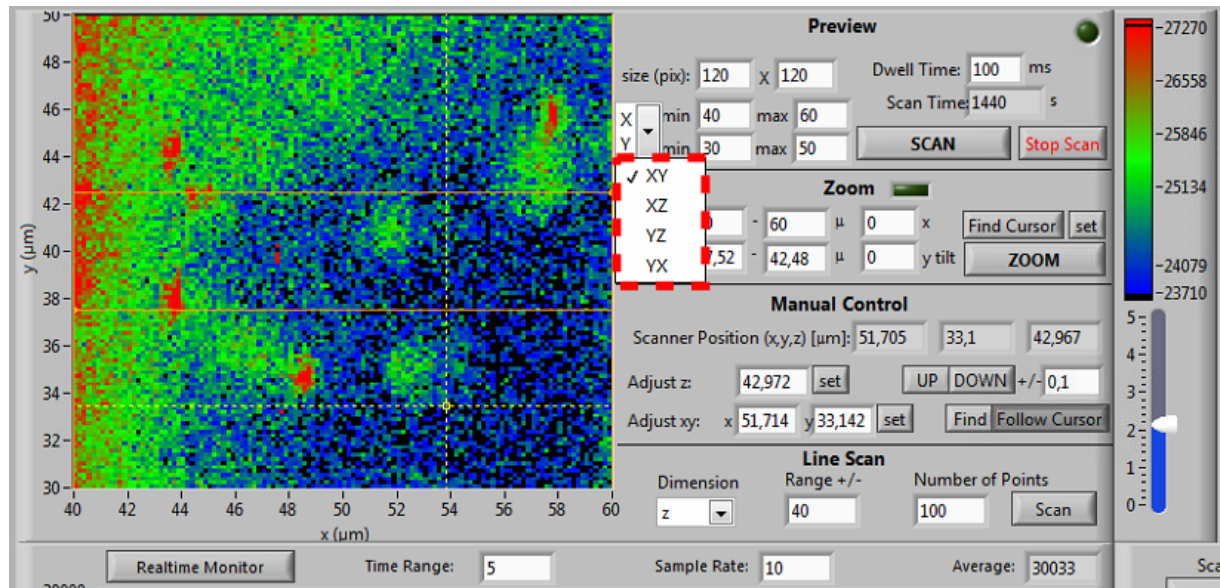 50
48
46
44
42
40
38
36
34
32
30
y (µm)
40 42 44 46 48 50 52 54 56 58 60
x (µm)
Preview
size (pix): 120 X 120 Dwell Time: 100 ms
X min 40 max 60 Scan Time: 1440 s
Y min 30 max 50 SCAN Stop Scan
✓ XY
XZ
YZ
YX
Zoom
- 60 µ 0 x Find Cursor set
,52 - 42,48 µ 0 y tilt ZOOM
Manual Control
Scanner Position (x,y,z) [µm]: 51,705 33,1 42,967
Adjust z: 42,972 set UP DOWN +/- 0,1
Adjust xy: x 51,714 y 33,142 set Find Follow Cursor
Line Scan
Dimension Range +/- Number of Points
z 40 100 Scan
27270
26558
25846
25134
24079
23710
5
4
3
2
1
0
Realtime Monitor Time Range: 5 Sample Rate: 10 Average: 30033 Sca